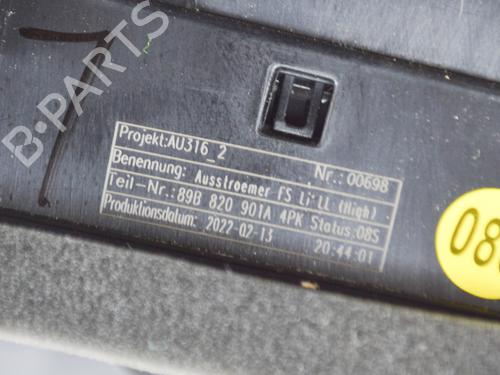 B-PARTS
Projekt:AU316_2 Nr.:00698
Benennung: Ausstroemer FS Li LL (High)
Teil-Nr.:89B 820 901A 4PK Status:08S
Produktionsdatum: 2022-02-13 20:44:01